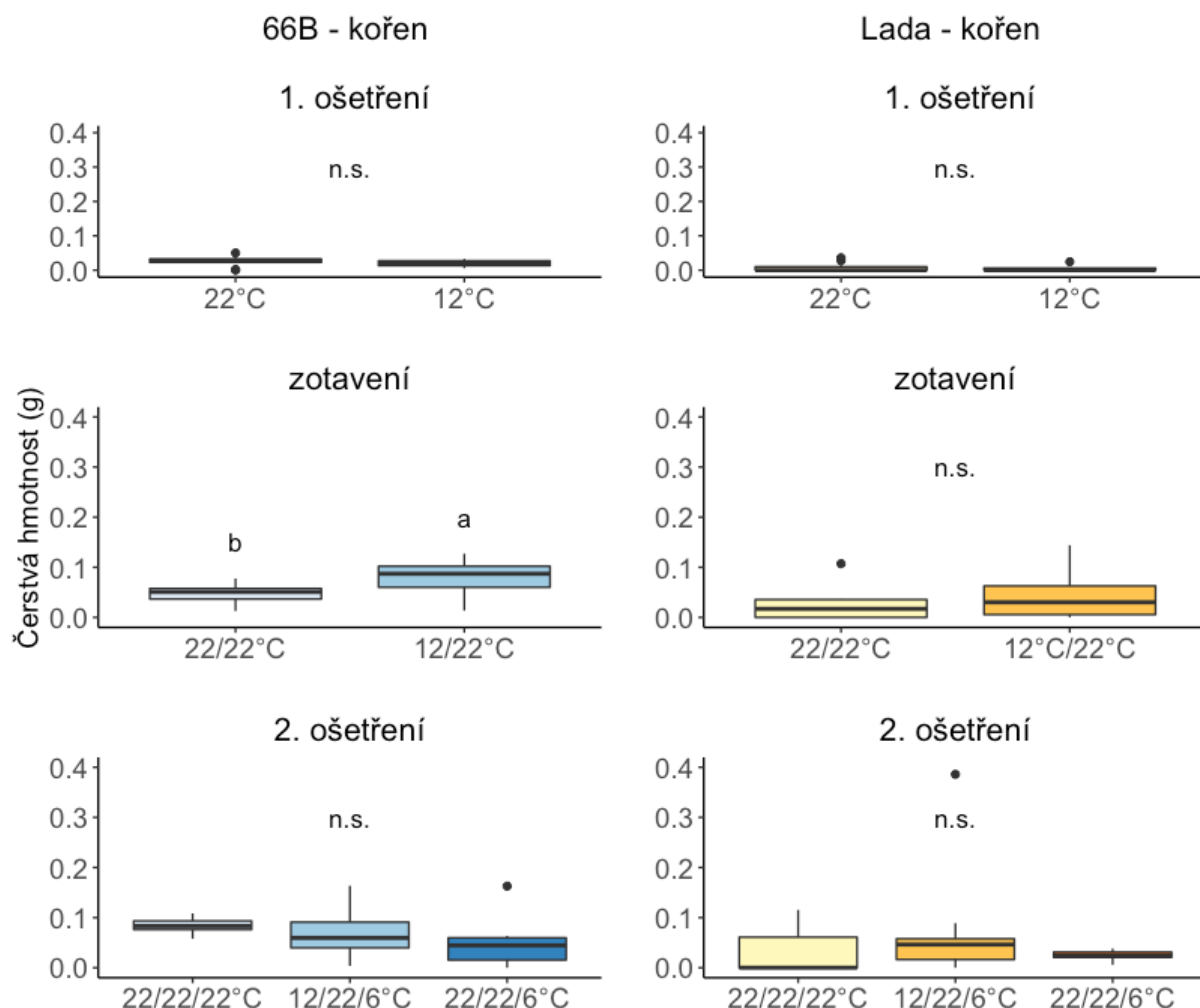 66B - kořen
Lada - kořen
1. ošetření
1. ošetření
0.4
0.3
0.2
0.1
0.0
n.s.
22°C
12°C
0.4
0.3
0.2
0.1
0.0
n.s.
22°C
12°C
Čerstvá hmotnost (g)
zotavení
zotavení
0.4
0.3
0.2
0.1
0.0
b
a
22/22°C
12/22°C
0.4
0.3
0.2
0.1
0.0
n.s.
22/22°C
12°C/22°C
2. ošetření
2. ošetření
0.4
0.3
0.2
0.1
0.0
n.s.
22/22/22°C
12/22/6°C
22/22/6°C
0.4
0.3
0.2
0.1
0.0
n.s.
22/22/22°C
12/22/6°C
22/22/6°C